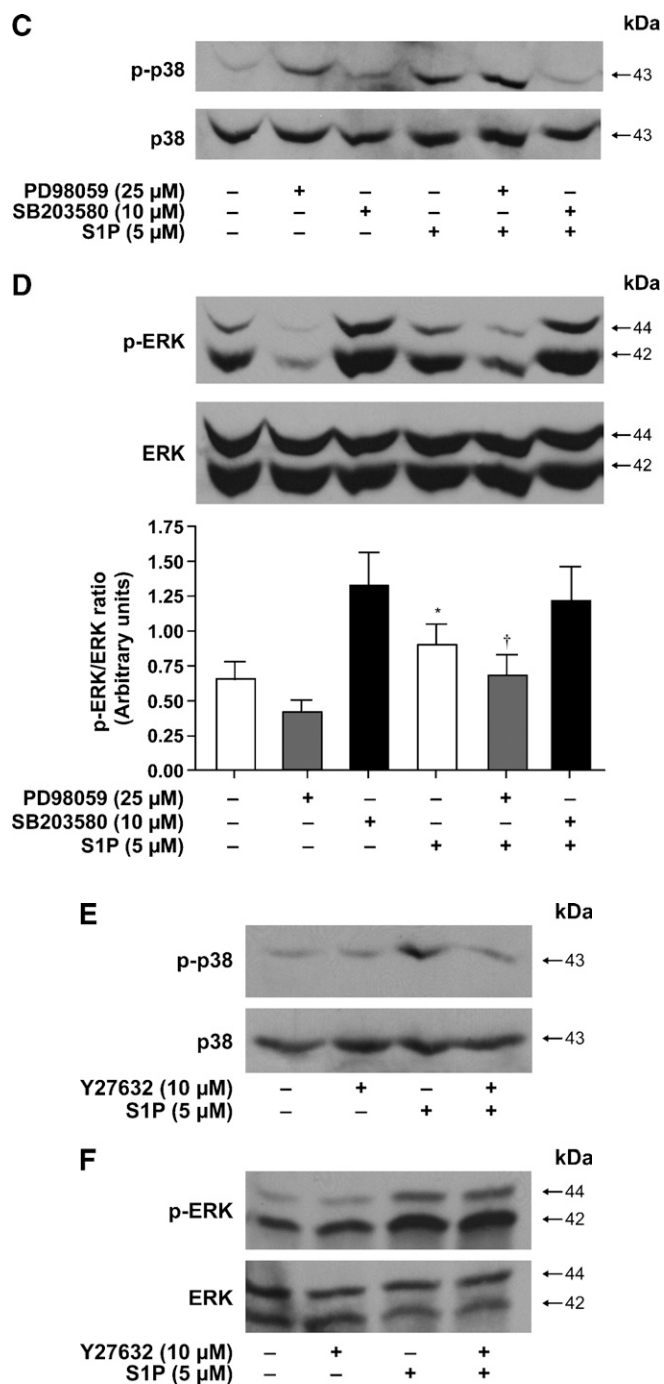 C
kDa
p-p38
←43
p38
←43
PD98059 (25 µM) – + – – + –
SB203580 (10 µM) – – + – – +
S1P (5 µM) – – – + + +
D
kDa
p-ERK
←44
←42
ERK
←44
←42
p-ERK/ERK ratio
(Arbitrary units)
1.75
1.50
1.25
1.00
0.75
0.50
0.25
0.00
*
†
PD98059 (25 µM) – + – – + –
SB203580 (10 µM) – – + – – +
S1P (5 µM) – – – + + +
E
kDa
p-p38
←43
p38
←43
Y27632 (10 µM) – + – +
S1P (5 µM) – – + +
F
kDa
p-ERK
←44
←42
ERK
←44
←42
Y27632 (10 µM) – + – +
S1P (5 µM) – – + +